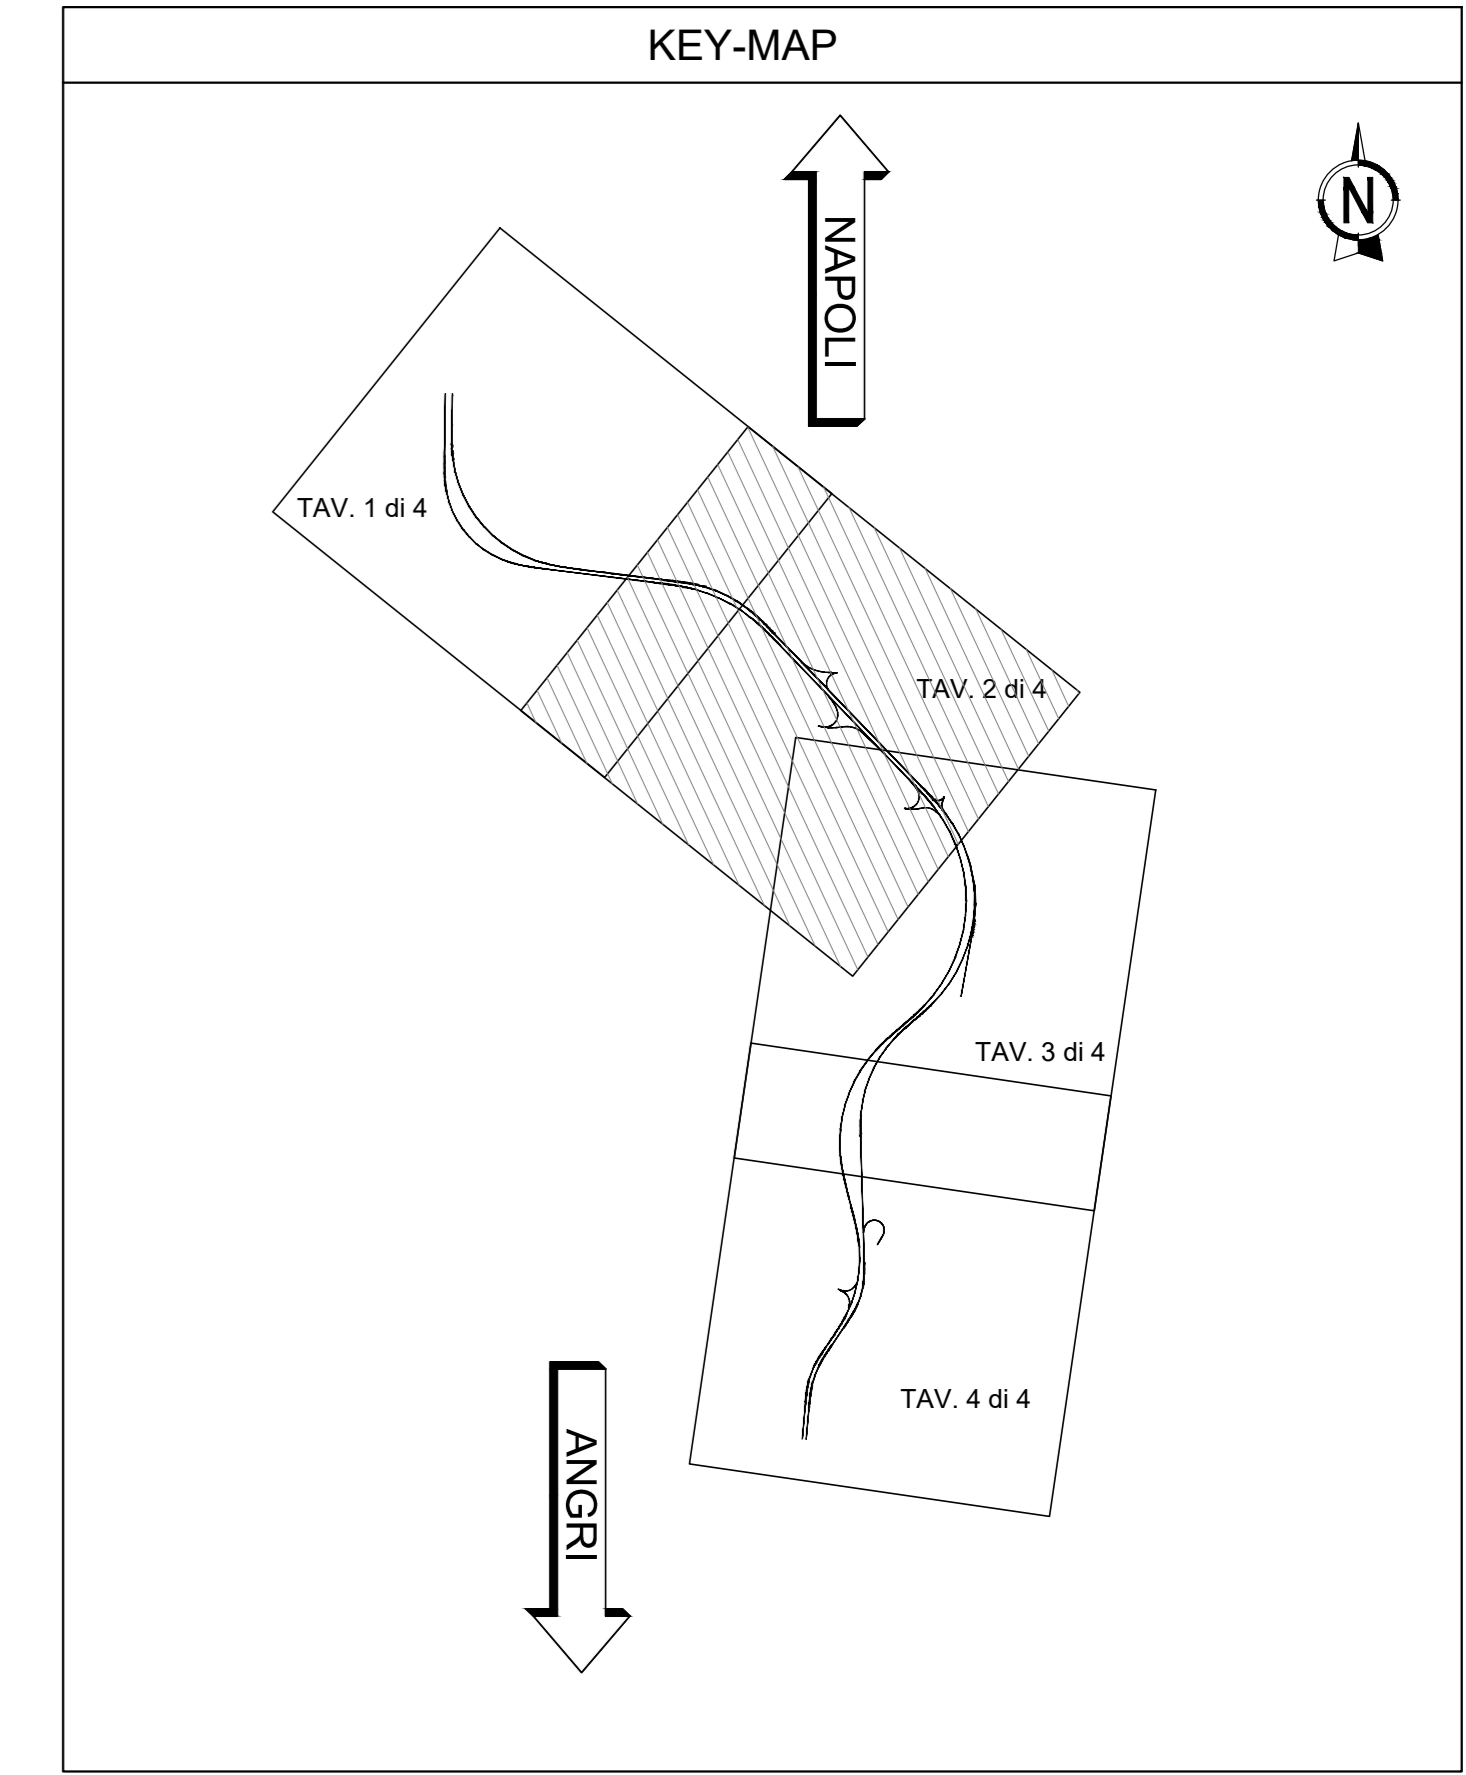 KEY-MAP
N
NAPOLI
TAV. 1 di 4
TAV. 2 di 4
TAV. 3 di 4
TAV. 4 di 4
ANGRI